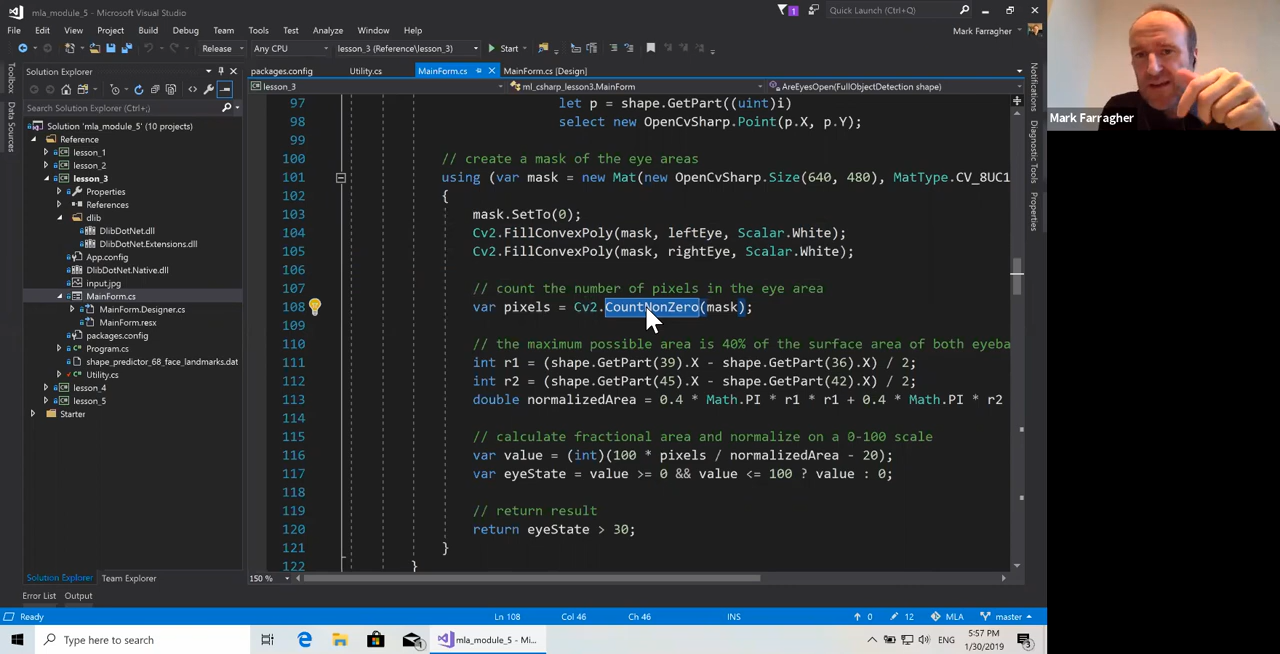 mla_module_5 - Microsoft Visual Studio
1
Quick Launch (Ctrl+Q)
File Edit View Project Build Debug Team Tools Test Analyze Window Help
Mark Farragher
Release Any CPU lesson_3 (Reference\lesson_3) Start
Toolbox
Data Sources
Solution Explorer
Search Solution Explorer (Ctrl+;)
Solution 'mla_module_5' (10 projects)
Reference
lesson_1
lesson_2
lesson_3
Properties
References
dlib
DlibDotNet.dll
DlibDotNet.Extensions.dll
App.config
DlibDotNet.Native.dll
input.jpg
MainForm.cs
MainForm.Designer.cs
MainForm.resx
packages.config
Program.cs
shape_predictor_68_face_landmarks.dat
Utility.cs
lesson_4
lesson_5
Starter
Solution Explorer Team Explorer
packages.config Utility.cs MainForm.cs MainForm.cs [Design]
lesson_3 ml_csharp_lesson3.MainForm AreEyesOpen(FullObjectDetection shape)
97 let p = shape.GetPart((uint)i)
98 select new OpenCvSharp.Point(p.X, p.Y);
99
100 // create a mask of the eye areas
101 using (var mask = new Mat(new OpenCvSharp.Size(640, 480), MatType.CV_8UC1
102 {
103 mask.SetTo(0);
104 Cv2.FillConvexPoly(mask, leftEye, Scalar.White);
105 Cv2.FillConvexPoly(mask, rightEye, Scalar.White);
106
107 // count the number of pixels in the eye area
108 var pixels = Cv2.CountNonZero(mask);
109
110 // the maximum possible area is 40% of the surface area of both eyeba
111 int r1 = (shape.GetPart(39).X - shape.GetPart(36).X) / 2;
112 int r2 = (shape.GetPart(45).X - shape.GetPart(42).X) / 2;
113 double normalizedArea = 0.4 * Math.PI * r1 * r1 + 0.4 * Math.PI * r2
114
115 // calculate fractional area and normalize on a 0-100 scale
116 var value = (int)(100 * pixels / normalizedArea - 20);
117 var eyeState = value >= 0 && value <= 100 ? value : 0;
118
119 // return result
120 return eyeState > 30;
121 }
122 }
150 %
Notifications
Diagnostic Tools
Properties
Mark Farragher
Error List Output
Ready Ln 108 Col 46 Ch 46 INS 0 12 MLA master
Type here to search
1
mla_module_5 - Mi...
ENG
5:57 PM
1/30/2019
3